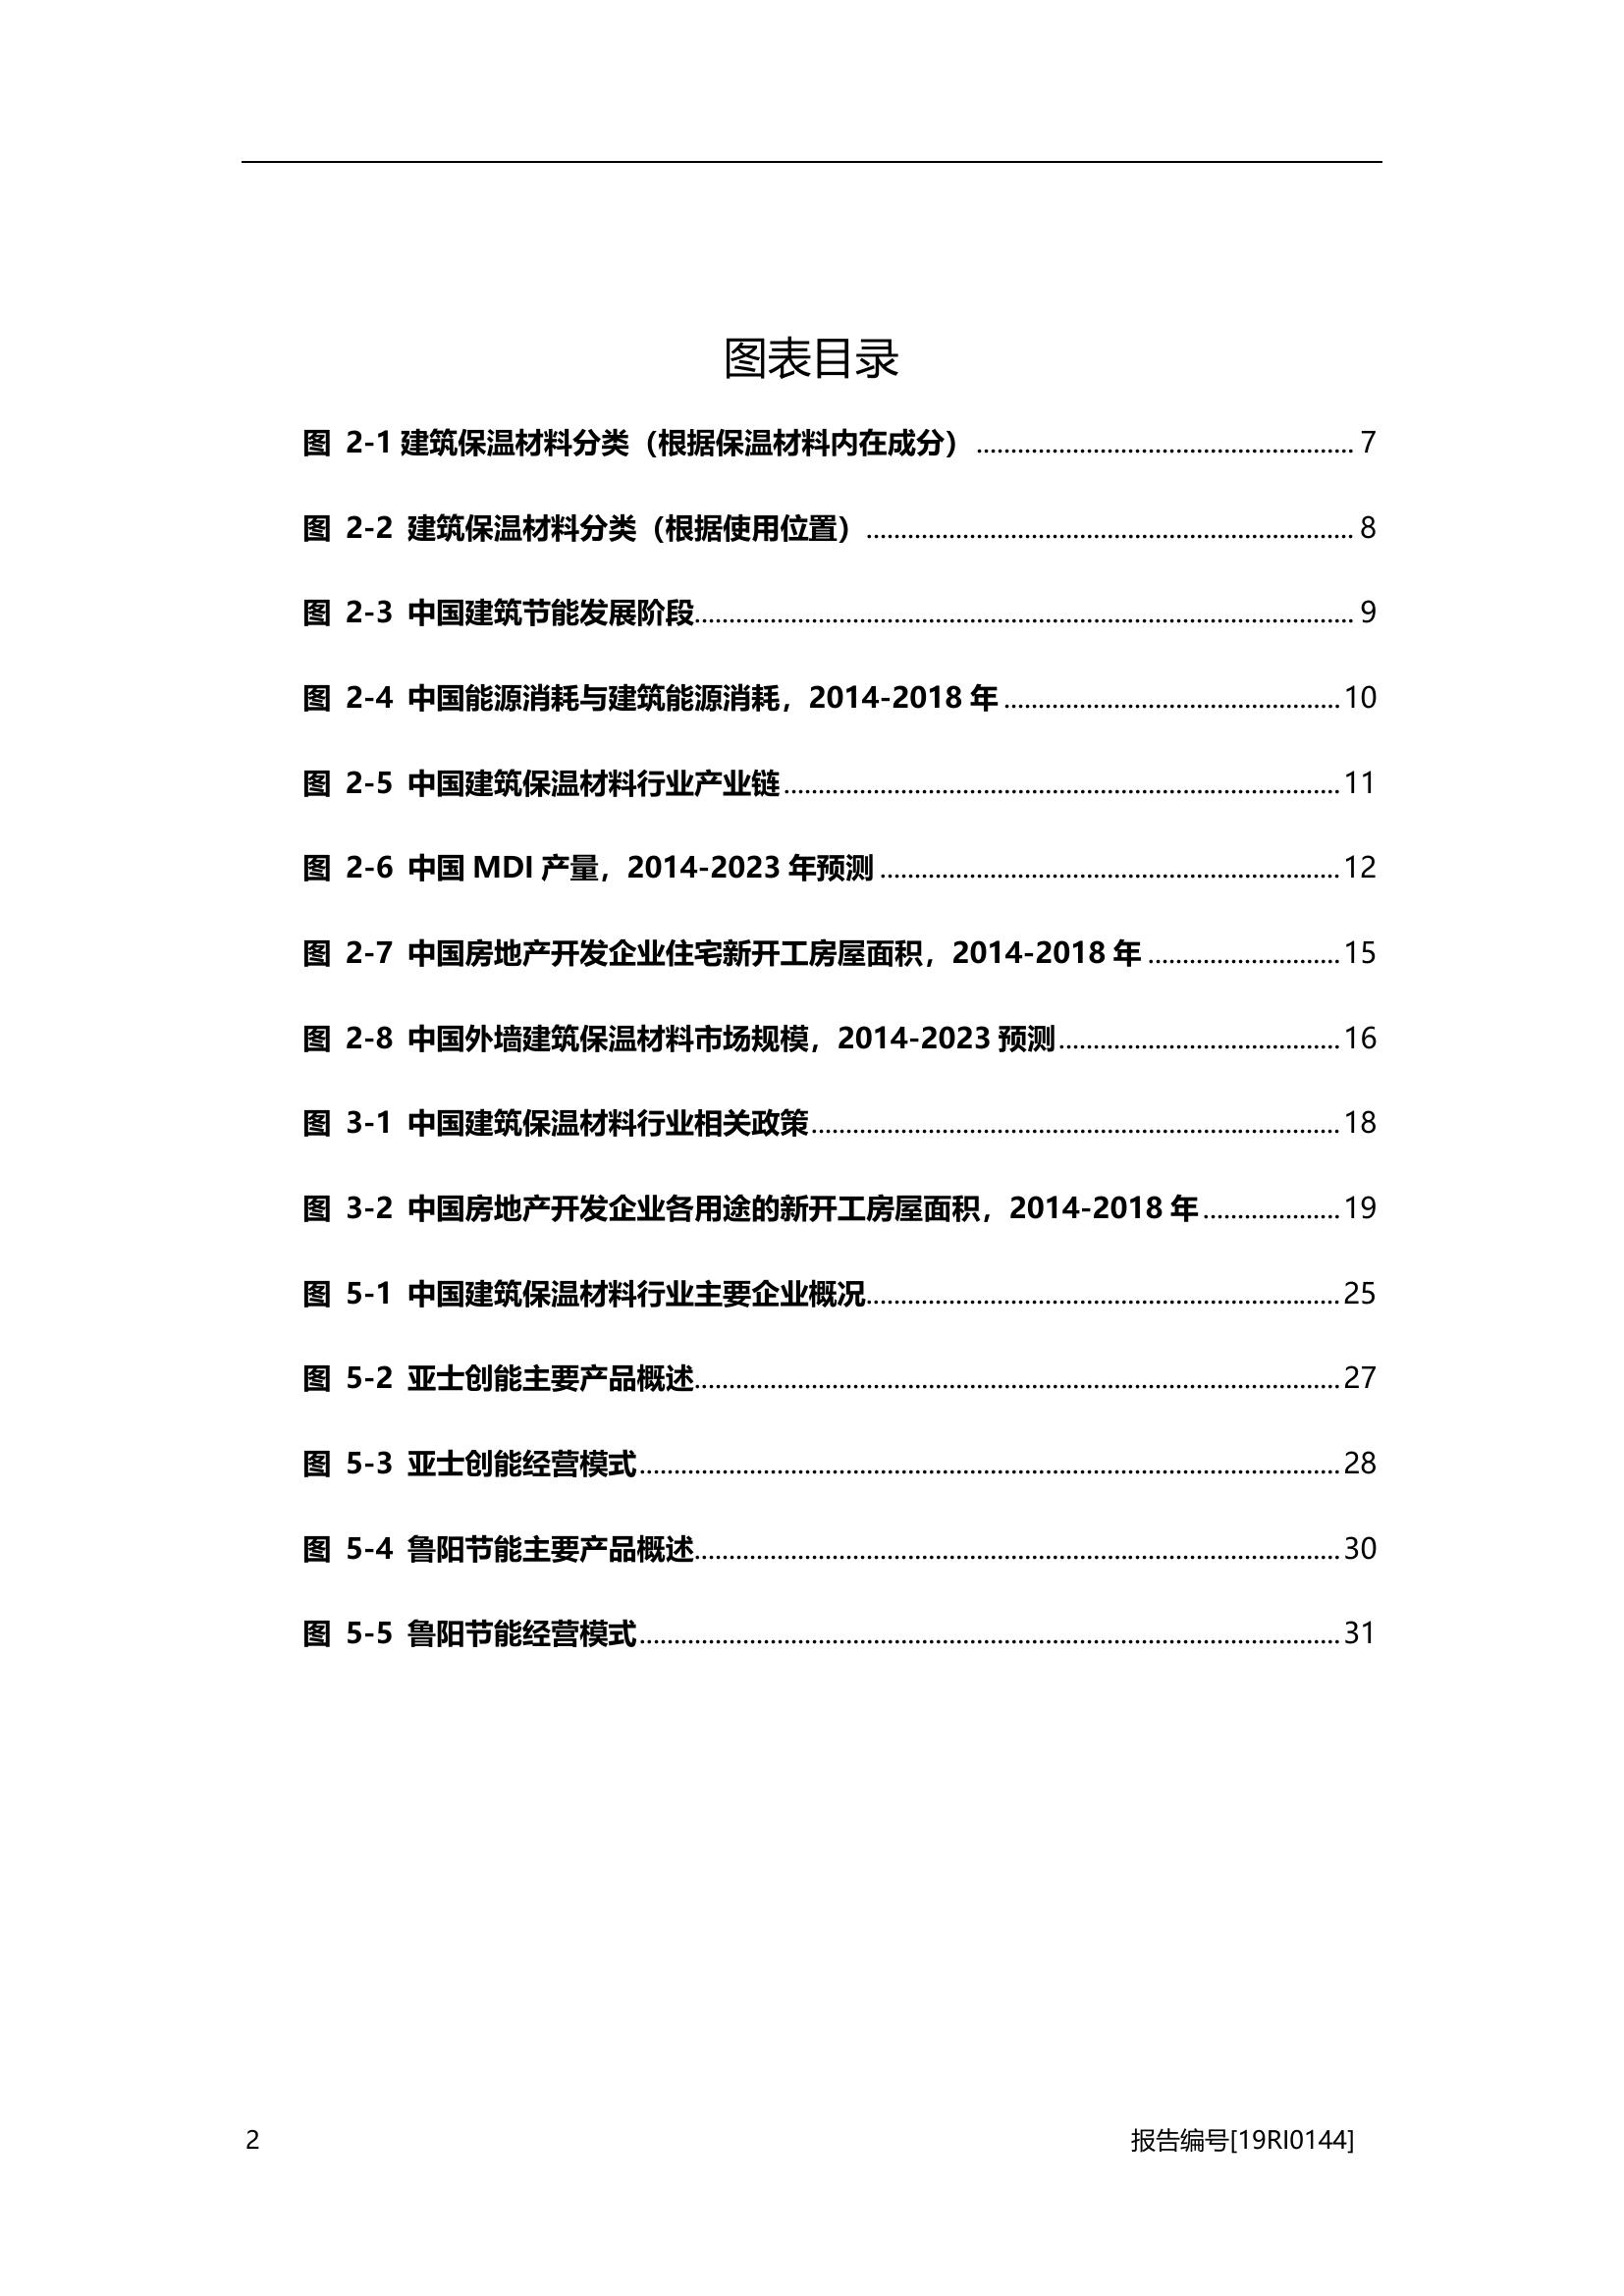 图表目录
图 2-1 建筑保温材料分类（根据保温材料内在成分） ........................................................ 7
图 2-2 建筑保温材料分类（根据使用位置） ........................................................................ 8
图 2-3 中国建筑节能发展阶段................................................................................................ 9
图 2-4 中国能源消耗与建筑能源消耗，2014-2018 年 ................................................. 10
图 2-5 中国建筑保温材料行业产业链 ................................................................................. 11
图 2-6 中国 MDI 产量，2014-2023 年预测 ................................................................... 12
图 2-7 中国房地产开发企业住宅新开工房屋面积，2014-2018 年 ............................ 15
图 2-8 中国外墙建筑保温材料市场规模，2014-2023 预测 ......................................... 16
图 3-1 中国建筑保温材料行业相关政策 ............................................................................. 18
图 3-2 中国房地产开发企业各用途的新开工房屋面积，2014-2018 年 .................... 19
图 5-1 中国建筑保温材料行业主要企业概况..................................................................... 25
图 5-2 亚士创能主要产品概述.............................................................................................. 27
图 5-3 亚士创能经营模式 ...................................................................................................... 28
图 5-4 鲁阳节能主要产品概述.............................................................................................. 30
图 5-5 鲁阳节能经营模式 ...................................................................................................... 31
2 报告编号[19RI0144]